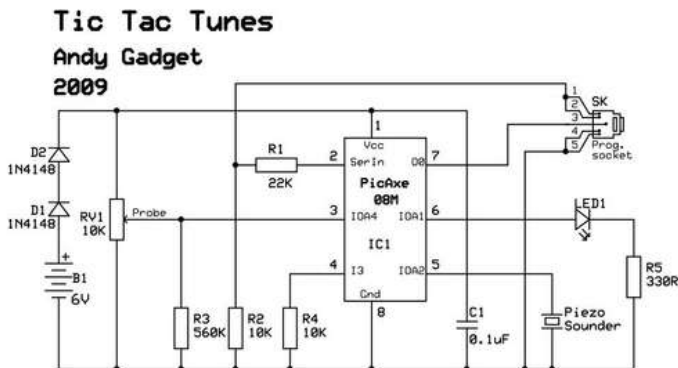 Tic Tac Tunes
Andy Gadget
2009
1
2
3
4
5
SK
Prog.
socket
D2
1N4148
D1
1N4148
+
B1
6V
RV1
10K
Probe
R1
22K
1
Vcc
2
SerIn
O0
7
PicAxe
08M
3
IOA4
IOA1
6
IC1
4
I3
IOA2
5
Gnd
8
LED1
R5
330R
R3
560K
R2
10K
R4
10K
C1
0.1uF
Piezo
Sounder